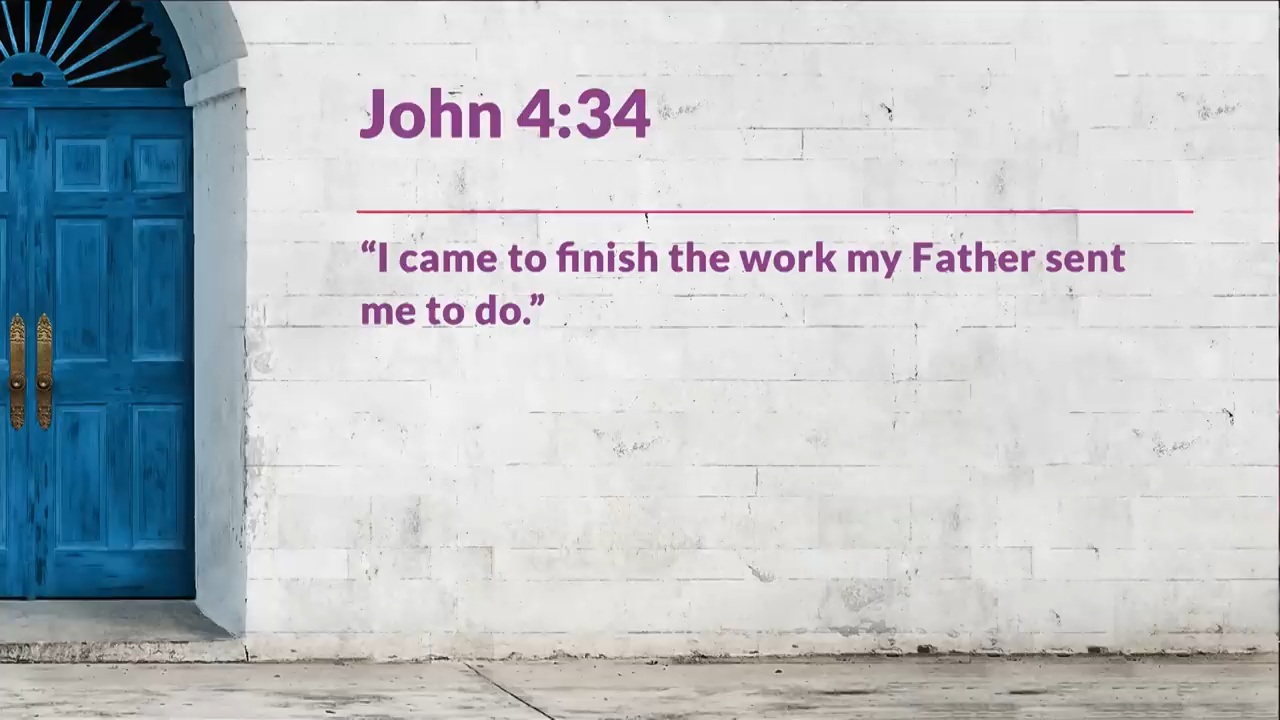 John 4:34
“I came to finish the work my Father sent
me to do.”